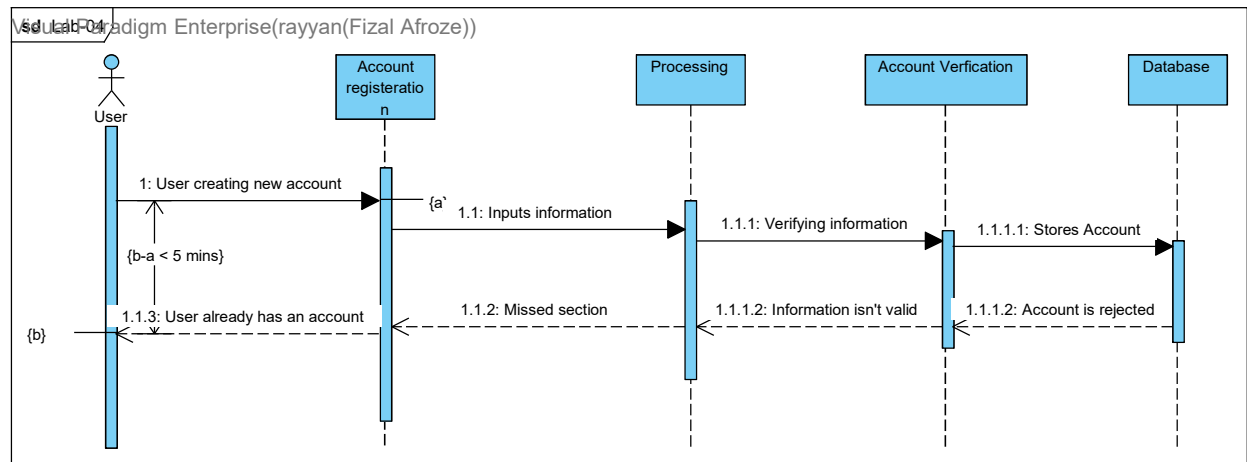 sd Lab-04
Visual Paradigm Enterprise(rayyan(Fizal Afroze))
User
Account
registeratio
n
Processing
Account Verfication
Database
1: User creating new account
{a
1.1: Inputs information
1.1.1: Verifying information
1.1.1.1: Stores Account
{b-a < 5 mins}
1.1.3: User already has an account
1.1.2: Missed section
1.1.1.2: Information isn't valid
1.1.1.2: Account is rejected
{b}